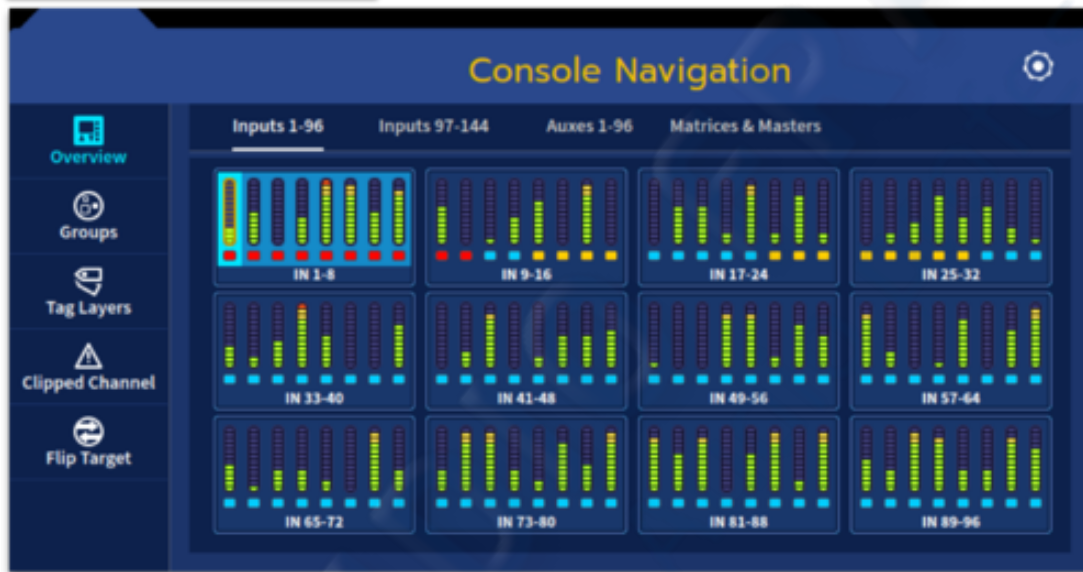 Console Navigation
Overview
Groups
Tag Layers
Clipped Channel
Flip Target
Inputs 1-96 Inputs 97-144 Auxes 1-96 Matrices & Masters
IN 1-8 IN 9-16 IN 17-24 IN 25-32
IN 33-40 IN 41-48 IN 49-56 IN 57-64
IN 65-72 IN 73-80 IN 81-88 IN 89-96